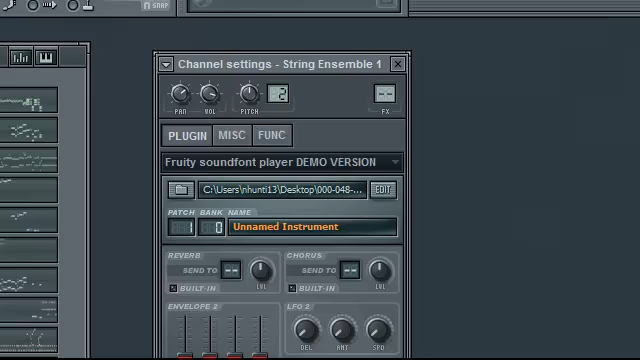 SNAP
Channel settings - String Ensemble 1
PAN VOL PITCH 2 -- FX
PLUGIN MISC FUNC
Fruity soundfont player DEMO VERSION
C:\Users\nhunti13\Desktop\000-048-... EDIT
PATCH BANK NAME
1 0 Unnamed Instrument
REVERB CHORUS
SEND TO -- LVL SEND TO -- LVL
BUILT-IN BUILT-IN
ENVELOPE 2 LFO 2
DEL AMT SPD